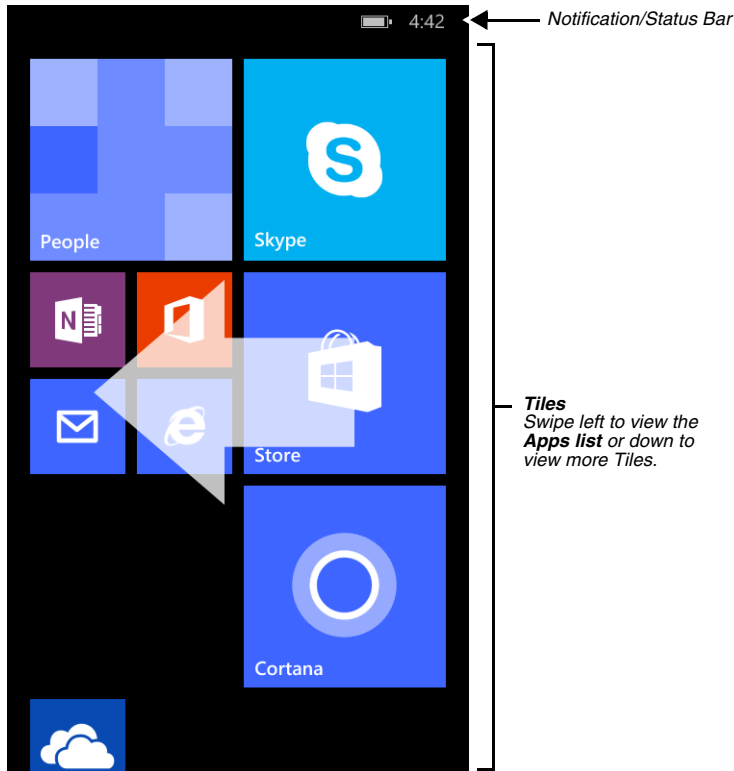 4:42
Notification/Status Bar
People
Skype
S
N
Store
e
Cortana
Tiles
Swipe left to view the
Apps list or down to
view more Tiles.